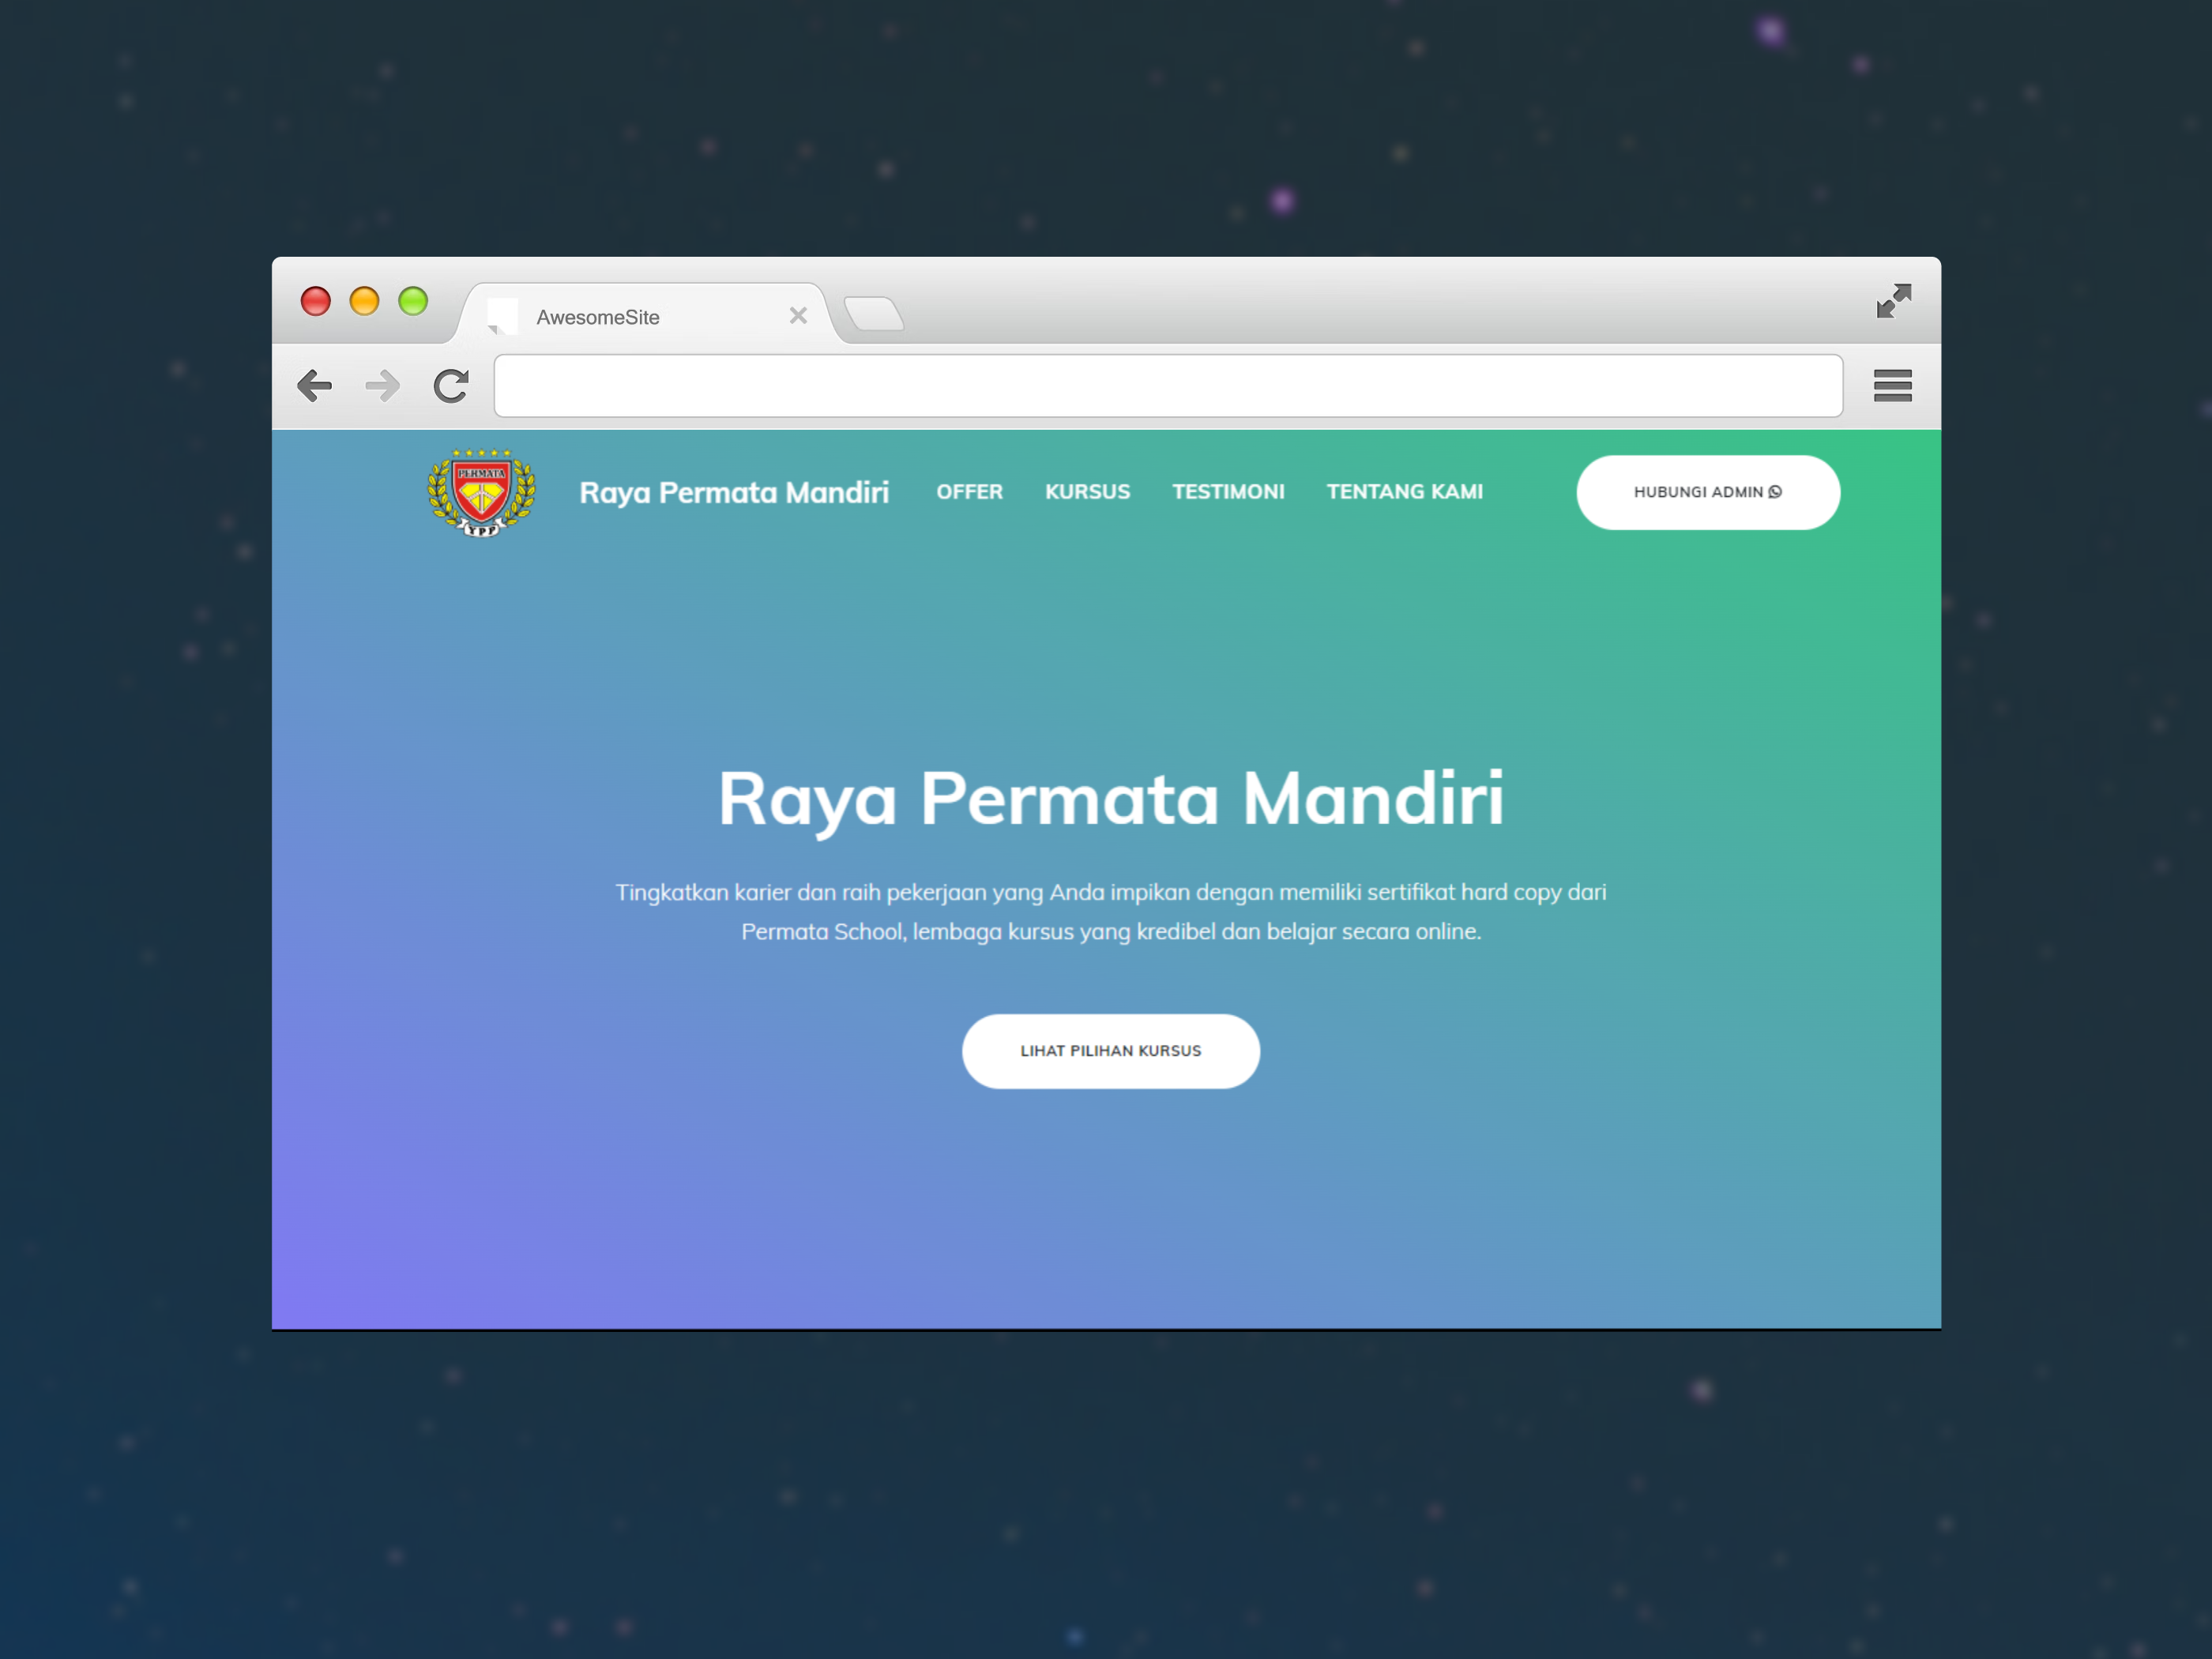 AwesomeSite
PERMATA
YPP
Raya Permata Mandiri
OFFER
KURSUS
TESTIMONI
TENTANG KAMI
HUBUNGI ADMIN
Raya Permata Mandiri
Tingkatkan karier dan raih pekerjaan yang Anda impikan dengan memiliki sertifikat hard copy dari
Permata School, lembaga kursus yang kredibel dan belajar secara online.
LIHAT PILIHAN KURSUS